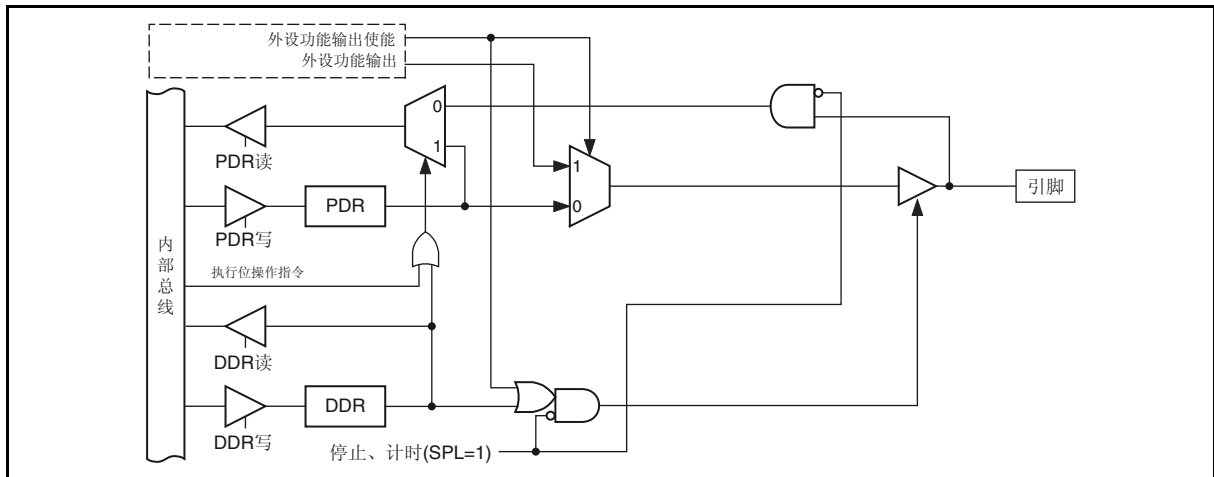 外设功能输出使能
外设功能输出
0
1
PDR读
1
引脚
PDR
0
PDR写
内部总线
执行位操作指令
DDR读
DDR
DDR写
停止、计时(SPL=1)